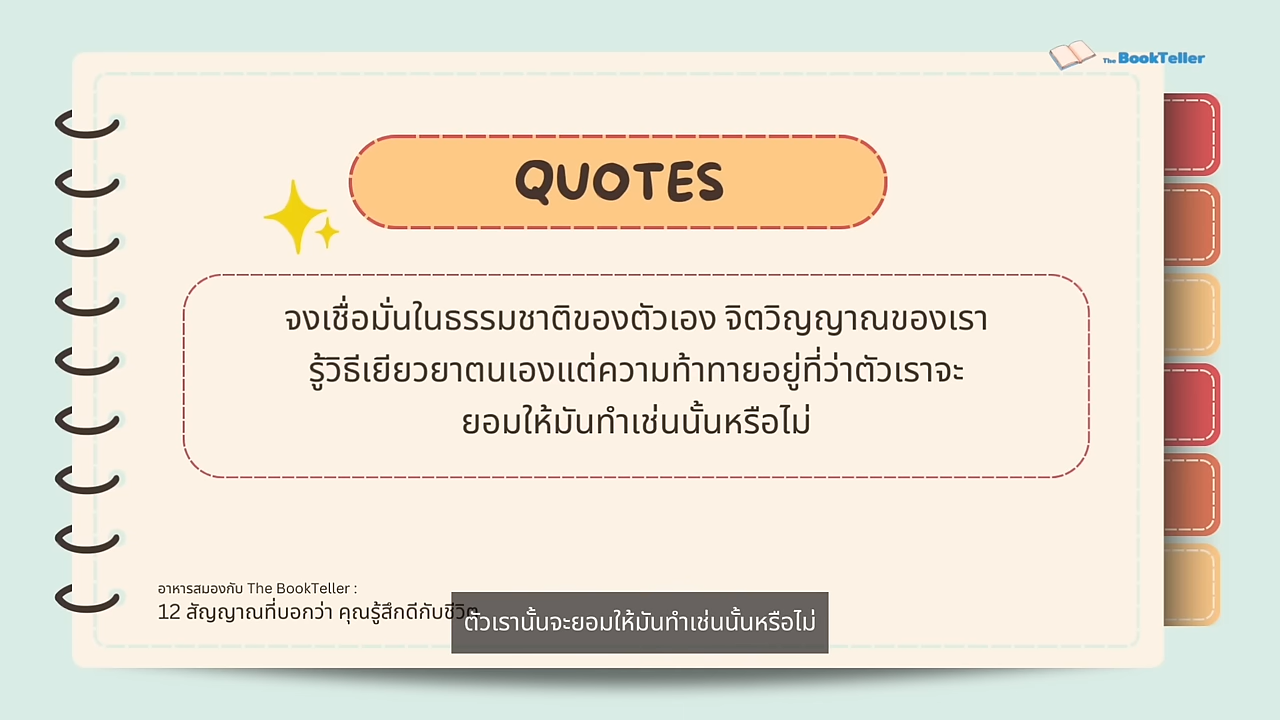 The BookTeller
QUOTES
จงเชื่อมั่นในธรรมชาติของตัวเอง จิตวิญญาณของเรา
รู้วิธีเยียวยาตนเองแต่ความท้าทายอยู่ที่ว่าตัวเราจะ
ยอมให้มันทำเช่นนั้นหรือไม่
อาหารสมองกับ The BookTeller :
12 สัญญาณที่บอกว่า คุณรู้สึกดีกับชีวิต
ตัวเรานั้นจะยอมให้มันทำเช่นนั้นหรือไม่